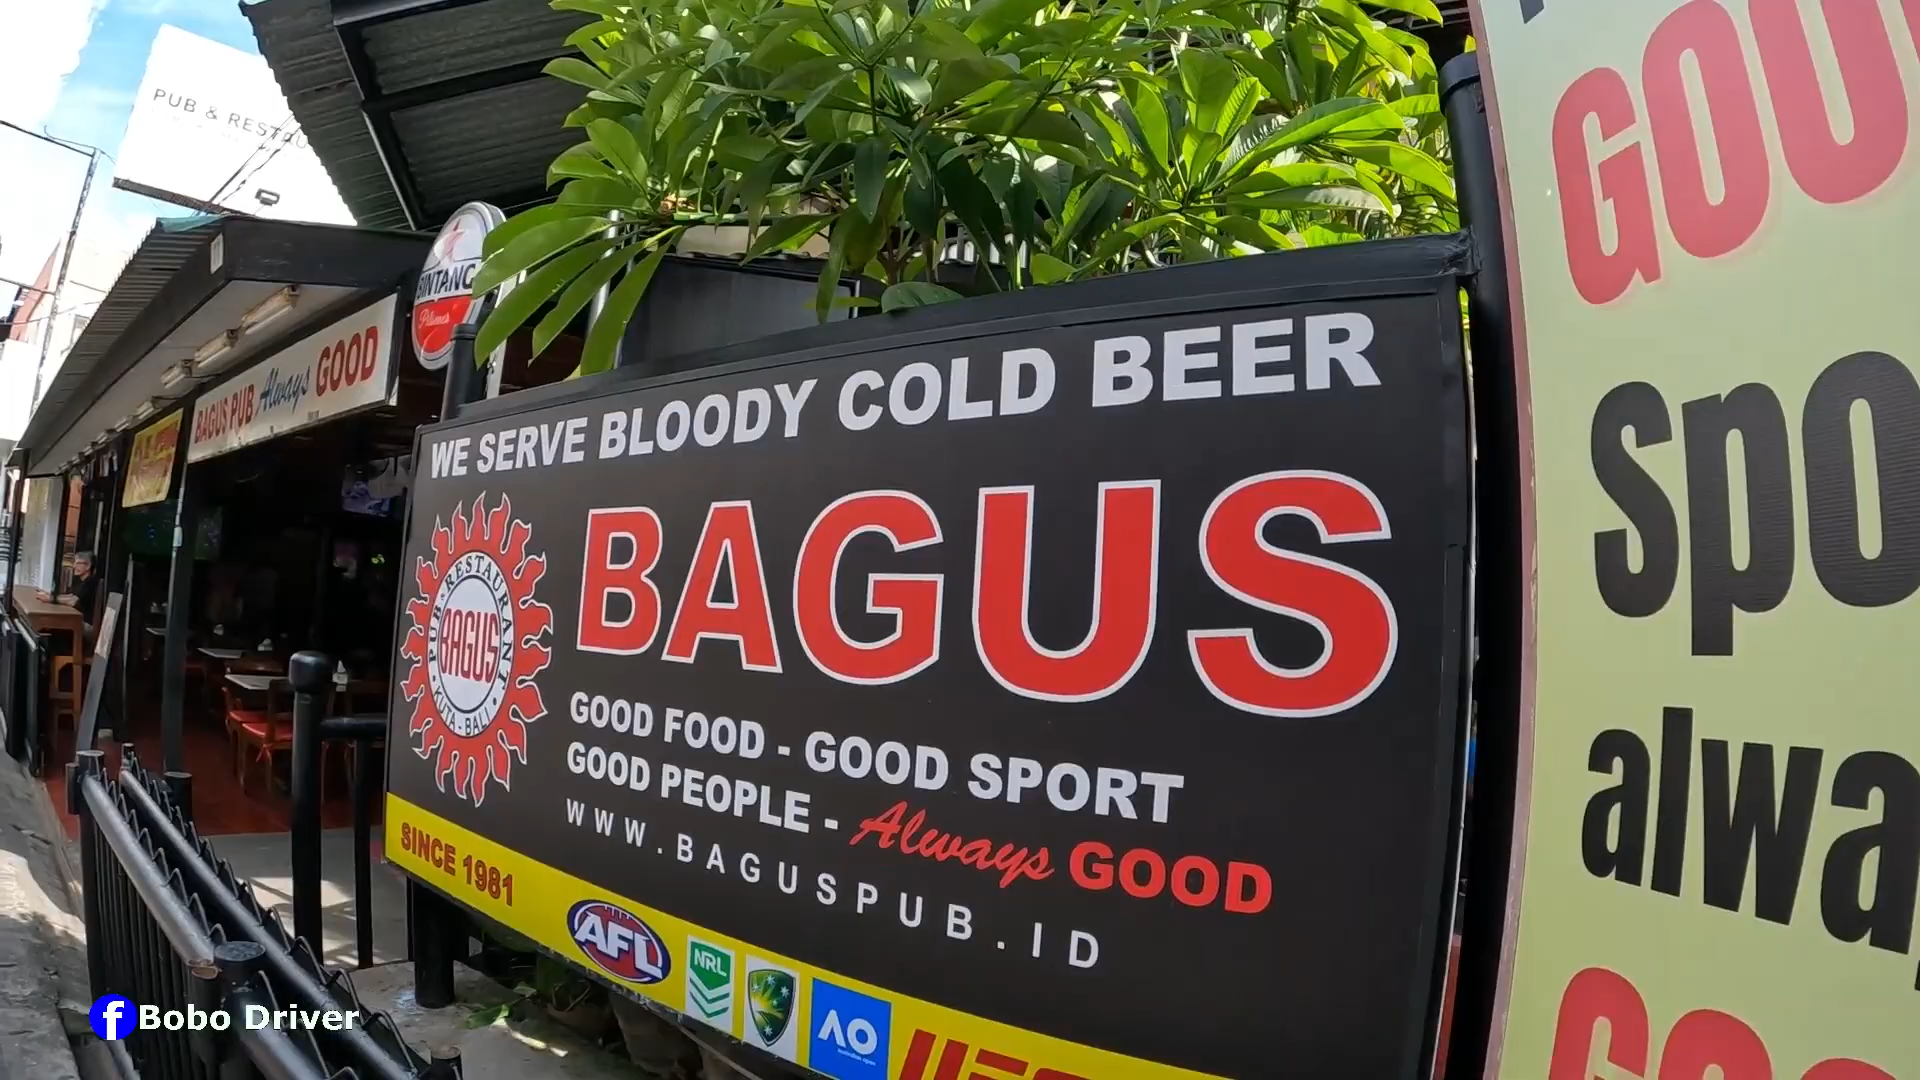 PUB & RESTAU
BINTANG
Pilsener
BAGUS PUB Always GOOD
WE SERVE BLOODY COLD BEER
BAGUS
PUB & RESTAURANT
BAGUS
KUTA - BALI
GOOD FOOD - GOOD SPORT
GOOD PEOPLE - Always GOOD
WWW.BAGUSPUB.ID
SINCE 1981
AFL
NRL
AO
GOO
Spo
alwa
Bobo Driver